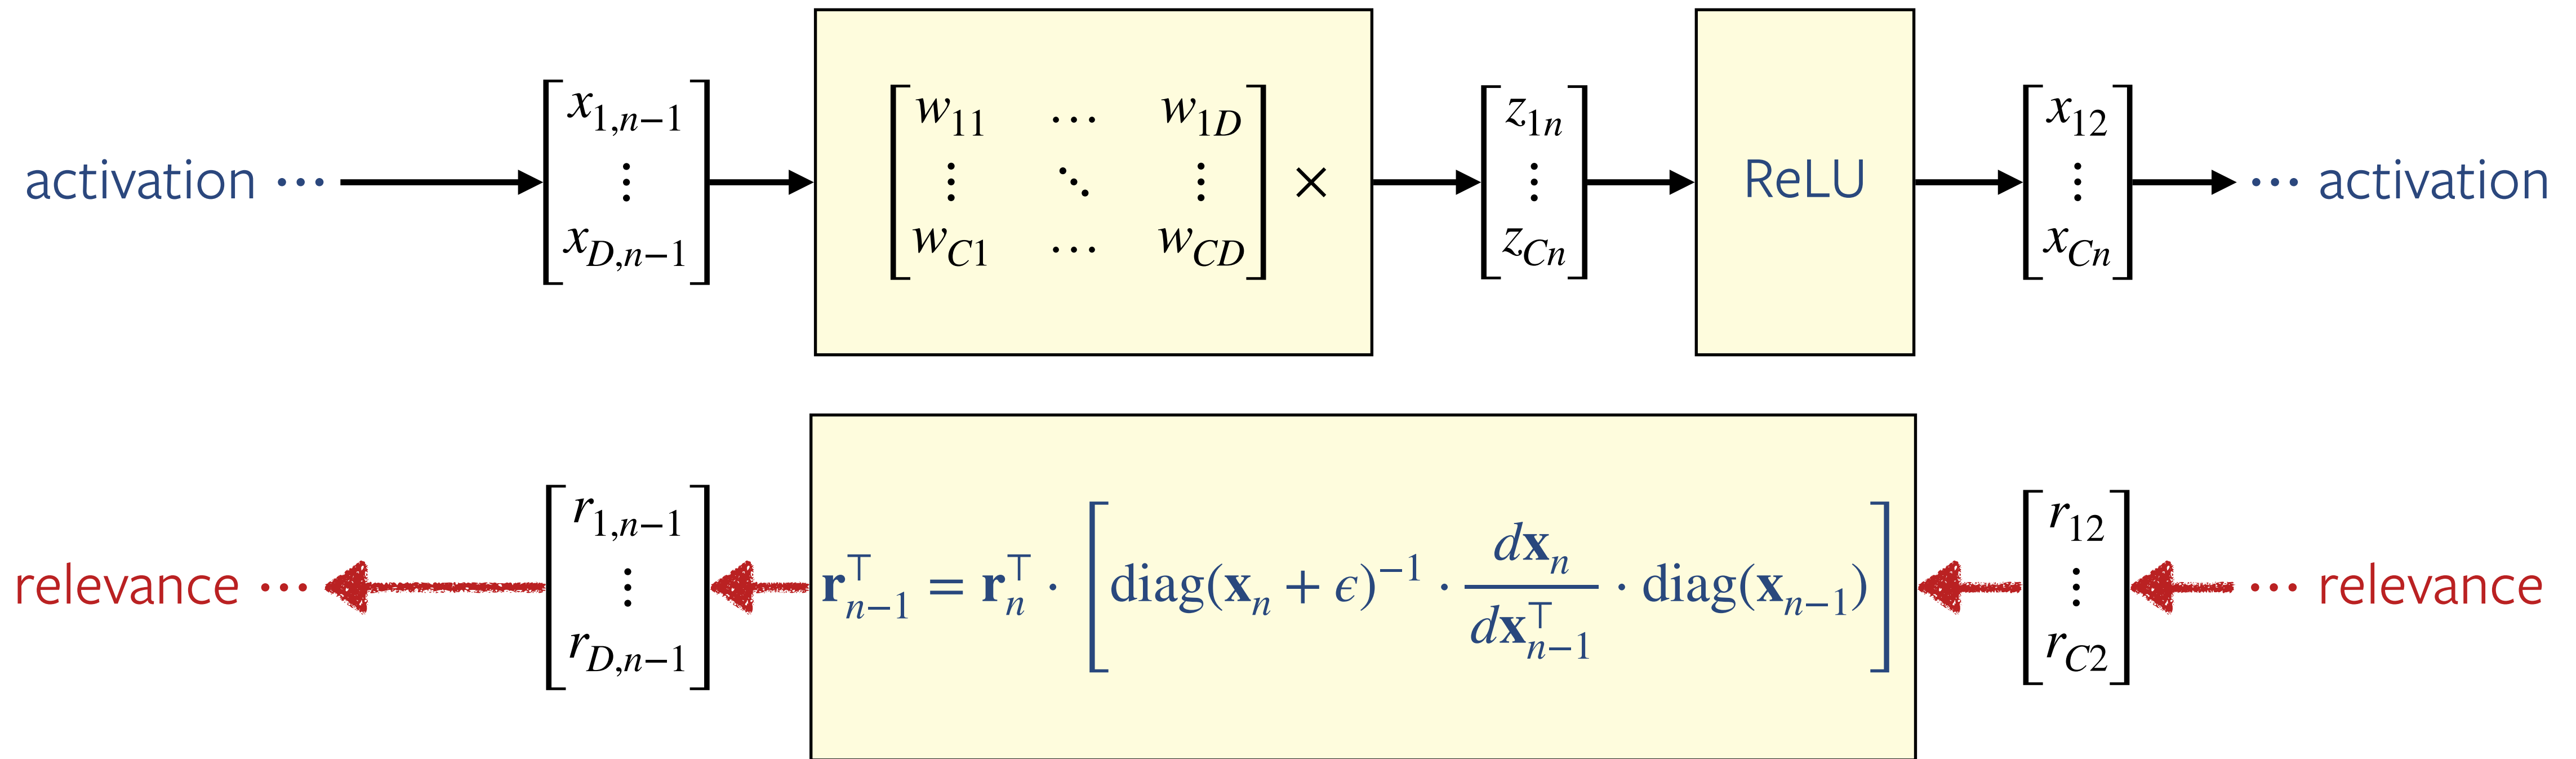 activation ⋯ [x_{1,n−1} ⋮ x_{D,n−1}] [w_{11} ⋯ w_{1D} ⋮ ⋱ ⋮ w_{C1} ⋯ w_{CD}] × [z_{1n} ⋮ z_{Cn}] ReLU [x_{12} ⋮ x_{Cn}] ⋯ activation
relevance ⋯ [r_{1,n−1} ⋮ r_{D,n−1}] 𝐫_{n−1}^⊤ = 𝐫_n^⊤ · [diag(𝐱_n + ϵ)^{−1} · d𝐱_n / d𝐱_{n−1}^⊤ · diag(𝐱_{n−1})] [r_{12} ⋮ r_{C2}] ⋯ relevance